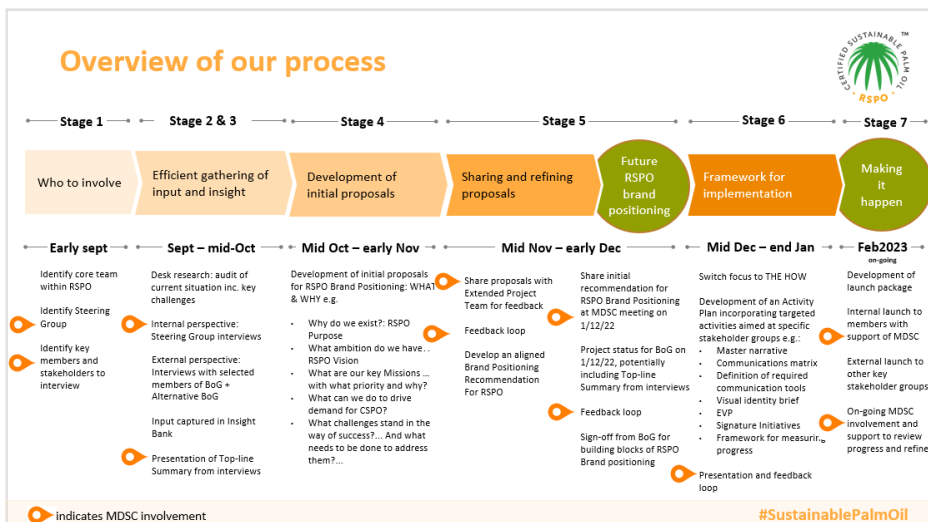 Overview of our process
CERTIFIED SUSTAINABLE PALM OIL
RSPO
TM
Stage 1
Stage 2 & 3
Stage 4
Stage 5
Stage 6
Stage 7
Who to involve
Efficient gathering of
input and insight
Development of
initial proposals
Sharing and refining
proposals
Future
RSPO
brand
positioning
Framework for
implementation
Making
it
happen
Early sept
Identify core team
within RSPO
Identify Steering
Group
Identify key
members and
stakeholders to
interview
Sept – mid-Oct
Desk research: audit of
current situation inc. key
challenges
Internal perspective:
Steering Group interviews
External perspective:
Interviews with selected
members of BoG +
Alternative BoG
Input captured in Insight
Bank
Presentation of Top-line
Summary from interviews
Mid Oct – early Nov
Development of initial proposals
for RSPO Brand Positioning: WHAT
& WHY e.g.
• Why do we exist?: RSPO
Purpose
• What ambition do we have..
RSPO Vision
• What are our key Missions ...
with what priority and why?
• What can we do to drive
demand for CSPO?
• What challenges stand in the
way of success?... And what
needs to be done to address
them?...
Mid Nov – early Dec
Share proposals with
Extended Project
Team for feedback
Feedback loop
Develop an aligned
Brand Positioning
Recommendation
For RSPO
Share initial
recommendation for
RSPO Brand Positioning
at MDSC meeting on
1/12/22
Project status for BoG on
1/12/22, potentially
including Top-line
Summary from interviews
Feedback loop
Sign-off from BoG for
building blocks of RSPO
Brand positioning
Mid Dec – end Jan
Switch focus to THE HOW
Development of an Activity
Plan incorporating targeted
activities aimed at specific
stakeholder groups e.g.:
• Master narrative
• Communications matrix
• Definition of required
communication tools
• Visual identity brief
• EVP
• Signature Initiatives
• Framework for measuring
progress
Presentation and feedback
loop
Feb2023
on-going
Development of
launch package
Internal launch to
members with
support of MDSC
External launch to
other key
stakeholder groups
On-going MDSC
involvement and
support to review
progress and refine
indicates MDSC involvement
#SustainablePalmOil